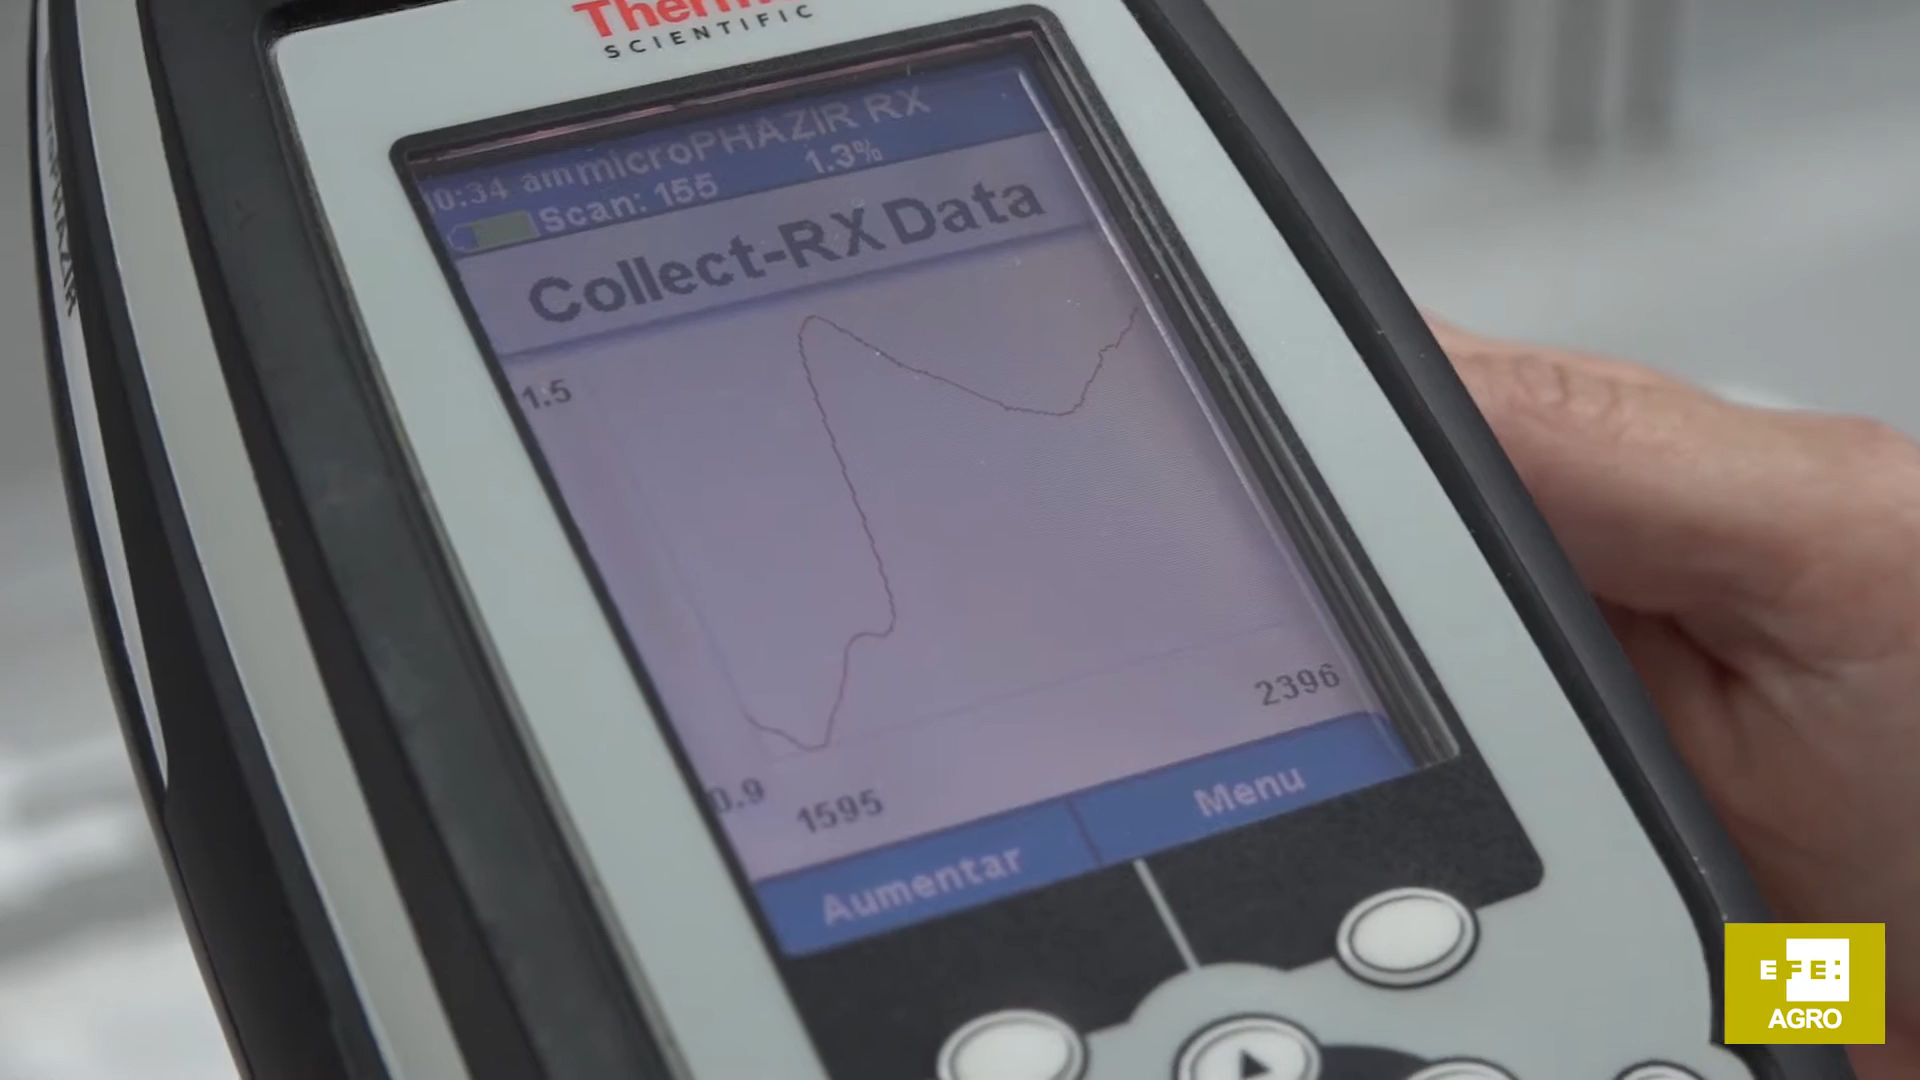 Thermo
SCIENTIFIC
10:34 am microPHAZIR RX
Scan: 155 1.3%
Collect-RX Data
1.5
0.9
1595
2396
Aumentar
Menu
EFE:
AGRO